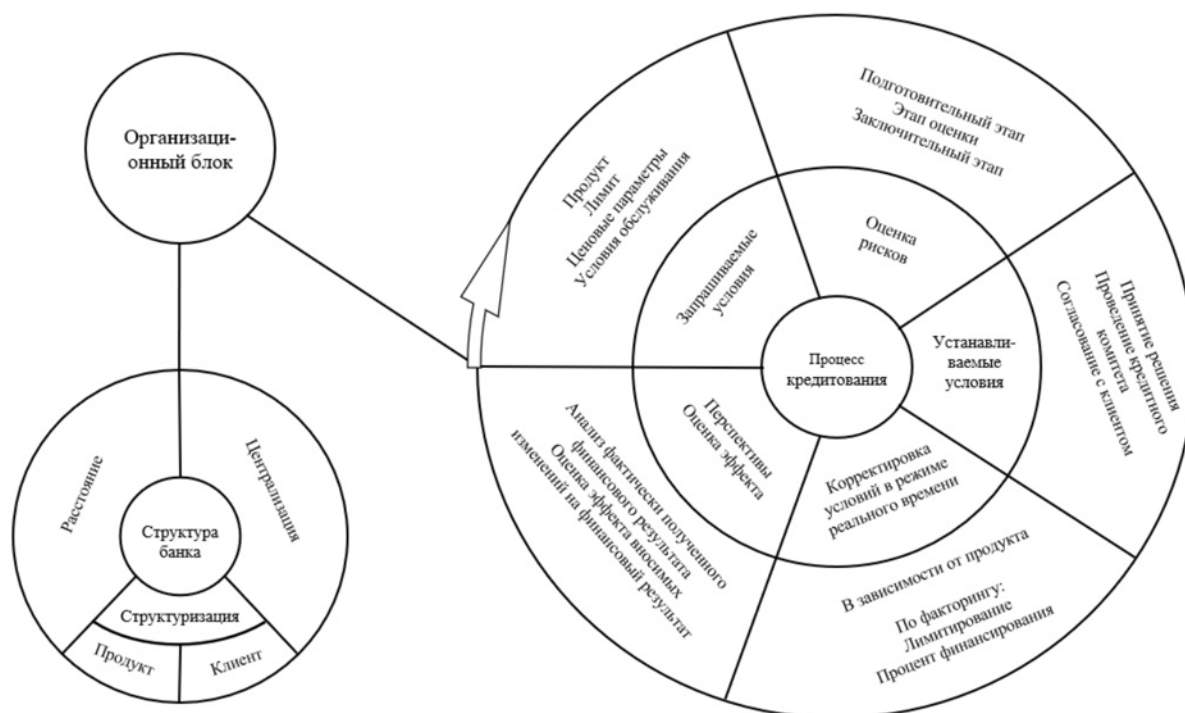 Организаци-
онный блок
Расстояние
Централизация
Структура
банка
Структуризация
Продукт
Клиент
Продукт
Лимит
Ценовые параметры
Условия обслуживания
Запрашиваемые
условия
Подготовительный этап
Этап оценки
Заключительный этап
Оценка
рисков
Принятие решения
Проведение кредитного
комитета
Согласование с клиентом
Устанавли-
ваемые
условия
Процесс
кредитования
Корректировка
условий в режиме
реального времени
В зависимости от продукта
По факторингу:
Лимитирование
Процент финансирования
Перспективы
Оценка эффекта
Анализ фактически полученного
финансового результата
Оценка эффекта вносимых
изменений на финансовый результат